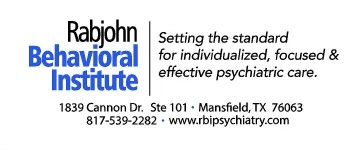 Rabjohn
Behavioral
Institute
Setting the standard
for individualized, focused &
effective psychiatric care.
1839 Cannon Dr.  Ste 101 • Mansfield, TX  76063
817-539-2282 • www.rbipsychiatry.com